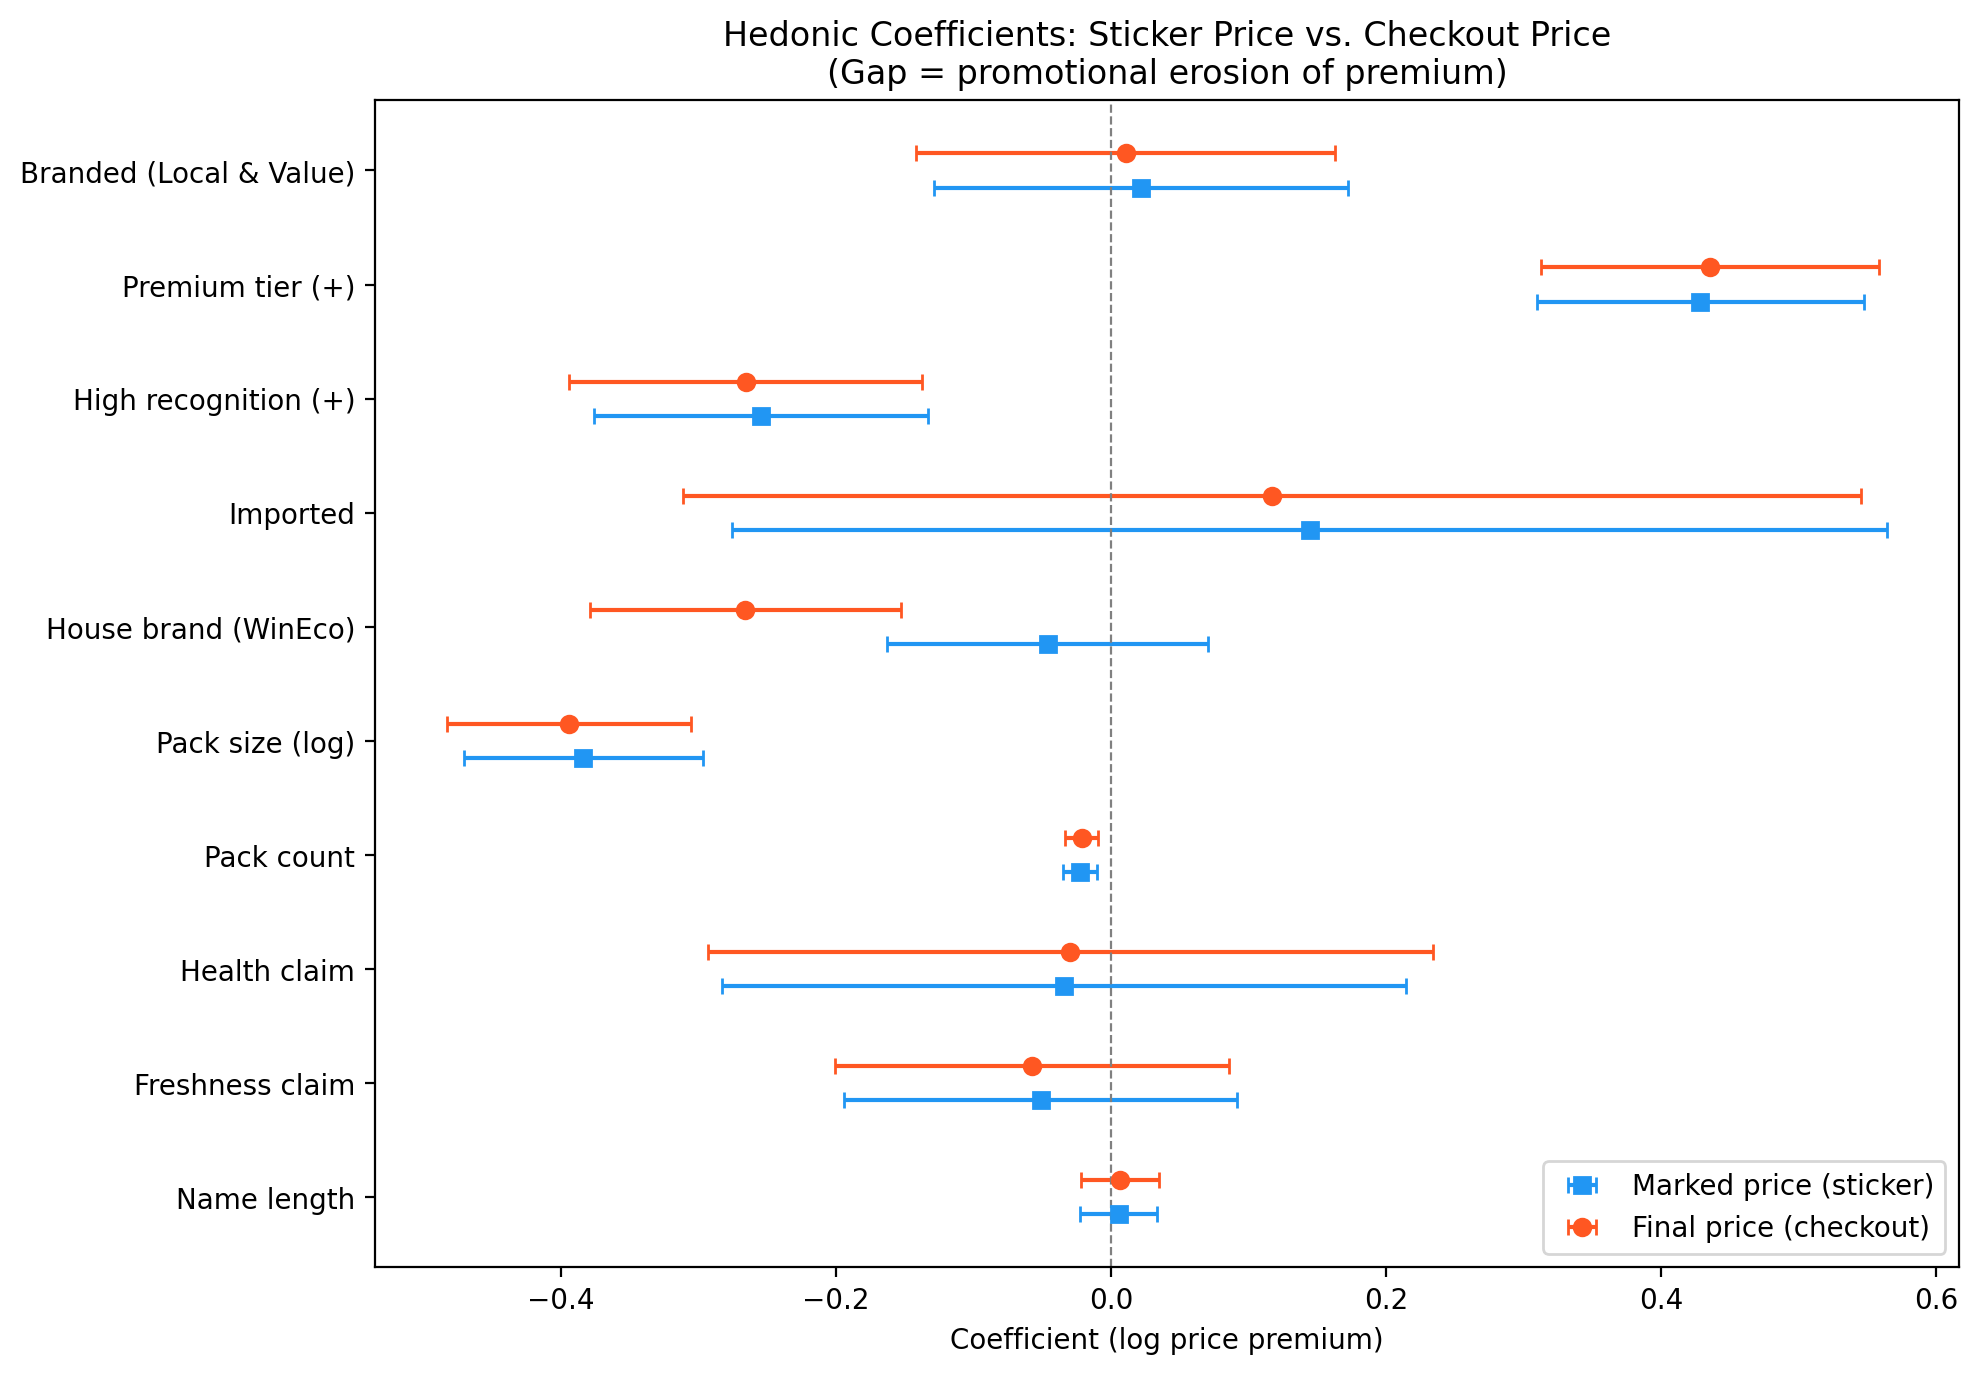 Hedonic Coefficients: Sticker Price vs. Checkout Price
(Gap = promotional erosion of premium)
Branded (Local & Value)
Premium tier (+)
High recognition (+)
Imported
House brand (WinEco)
Pack size (log)
Pack count
Health claim
Freshness claim
Name length
Marked price (sticker)
Final price (checkout)
−0.4 −0.2 0.0 0.2 0.4 0.6
Coefficient (log price premium)